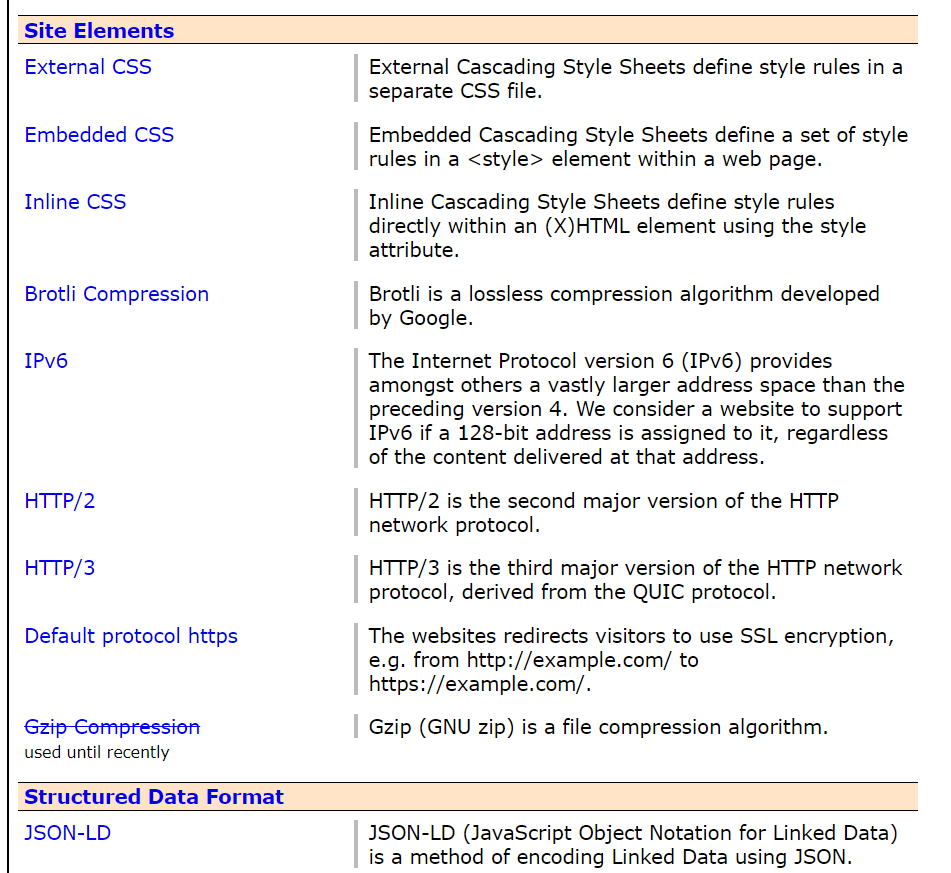 Site Elements
External CSS
External Cascading Style Sheets define style rules in a
separate CSS file.
Embedded CSS
Embedded Cascading Style Sheets define a set of style
rules in a <style> element within a web page.
Inline CSS
Inline Cascading Style Sheets define style rules
directly within an (X)HTML element using the style
attribute.
Brotli Compression
Brotli is a lossless compression algorithm developed
by Google.
IPv6
The Internet Protocol version 6 (IPv6) provides
amongst others a vastly larger address space than the
preceding version 4. We consider a website to support
IPv6 if a 128-bit address is assigned to it, regardless
of the content delivered at that address.
HTTP/2
HTTP/2 is the second major version of the HTTP
network protocol.
HTTP/3
HTTP/3 is the third major version of the HTTP network
protocol, derived from the QUIC protocol.
Default protocol https
The websites redirects visitors to use SSL encryption,
e.g. from http://example.com/ to
https://example.com/.
Gzip Compression
used until recently
Gzip (GNU zip) is a file compression algorithm.
Structured Data Format
JSON-LD
JSON-LD (JavaScript Object Notation for Linked Data)
is a method of encoding Linked Data using JSON.